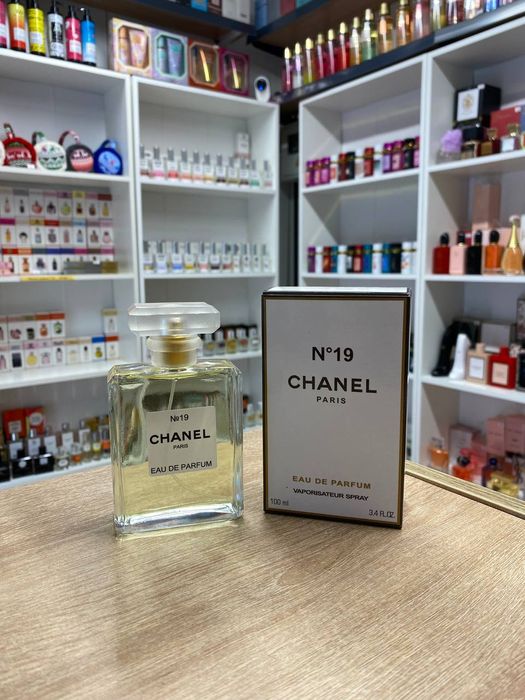 №19
CHANEL
PARIS
EAU DE PARFUM
N°19
CHANEL
PARIS
EAU DE PARFUM
VAPORISATEUR SPRAY
100 ml
3.4 FL.OZ.